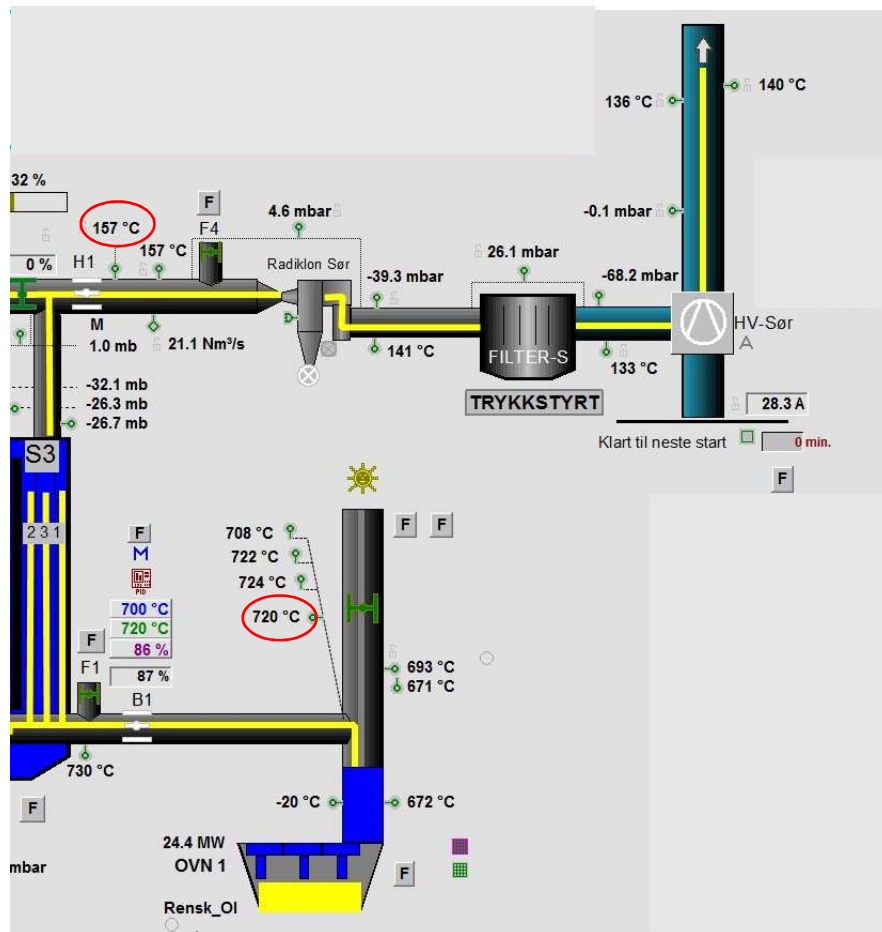 136 °C
140 °C
32 %
F
157 °C
F4
4.6 mbar
-0.1 mbar
0 %
H1
157 °C
Radiklon Sør
26.1 mbar
-39.3 mbar
-68.2 mbar
M
1.0 mb
21.1 Nm³/s
HV-Sør
A
141 °C
FILTER-S
133 °C
-32.1 mb
-26.3 mb
-26.7 mb
TRYKKSTYRT
28.3 A
Klart til neste start
0 min.
S3
F
2 3 1
F
M
PID
708 °C
F
F
722 °C
724 °C
700 °C
720 °C
720 °C
86 %
F
F1
87 %
693 °C
671 °C
B1
730 °C
-20 °C
672 °C
F
24.4 MW
OVN 1
mbar
F
Rensk_Ol